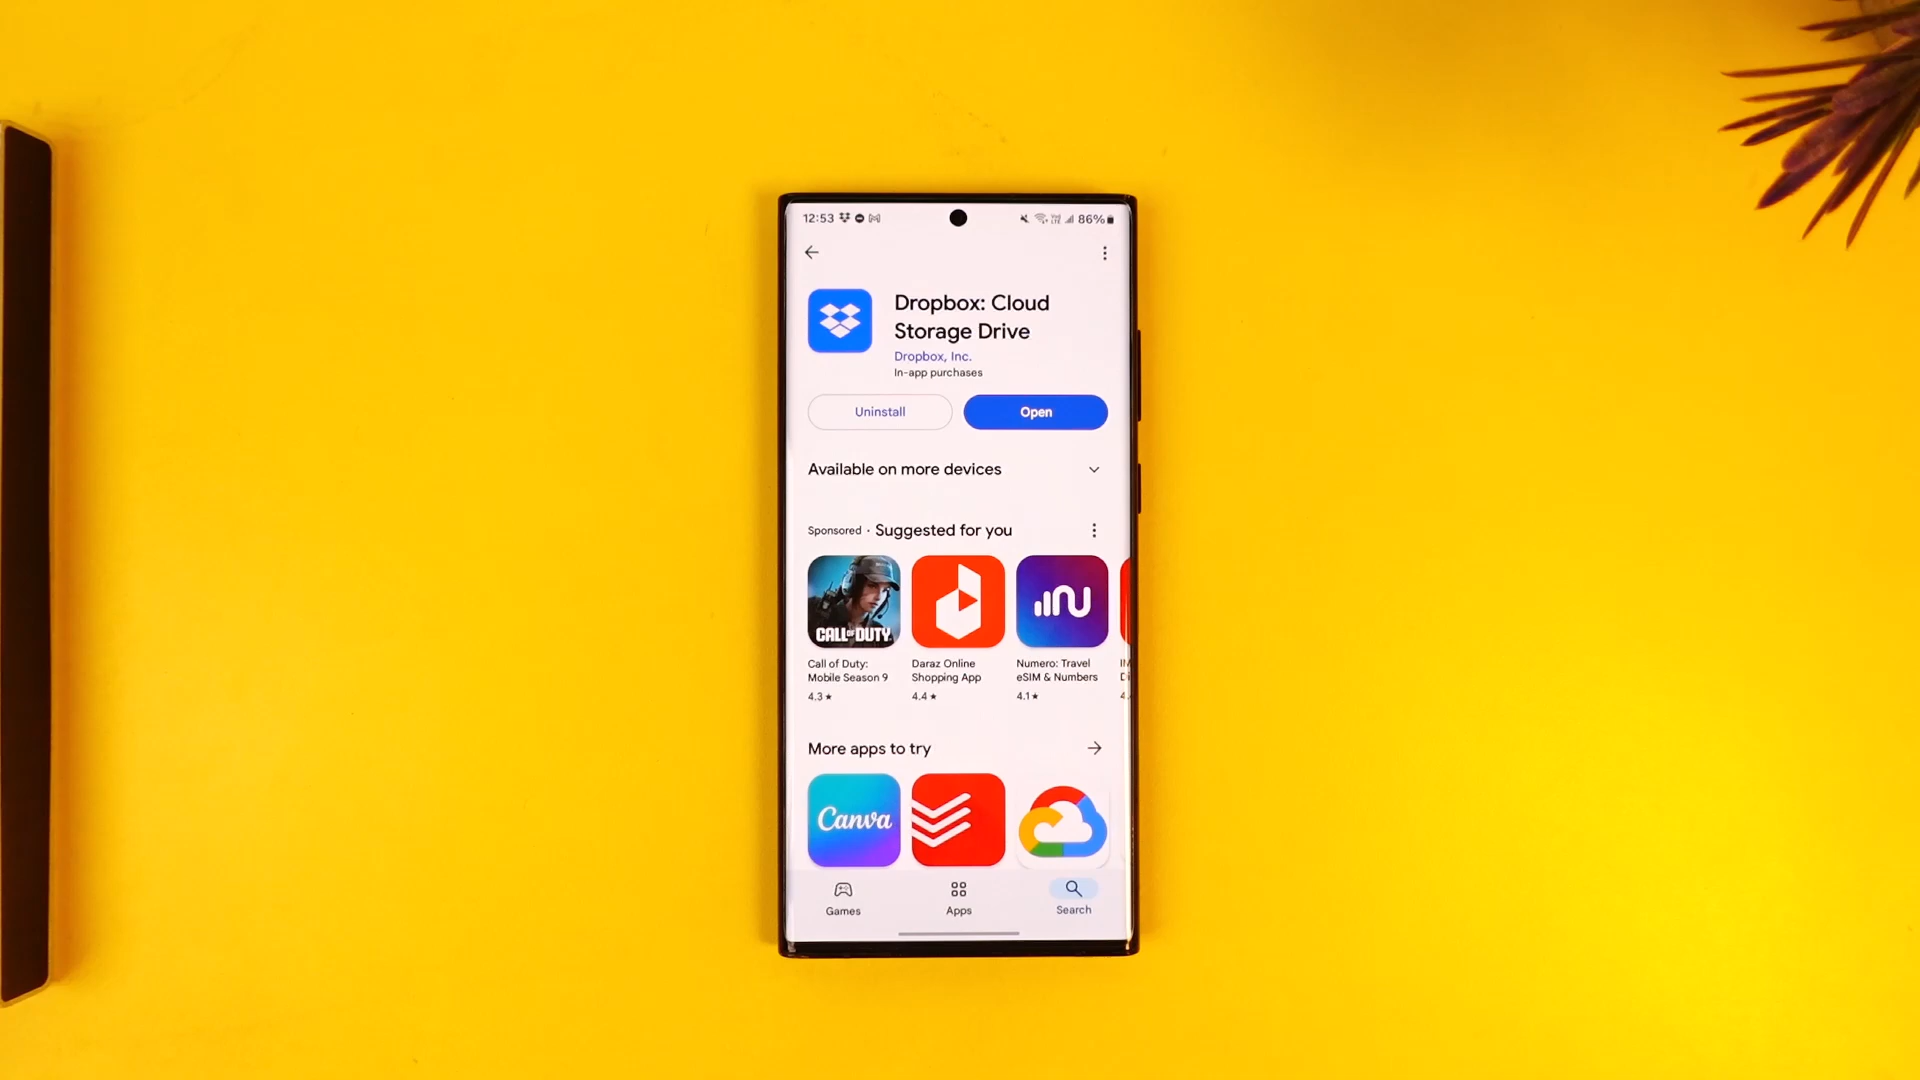 12:53
86%
Dropbox: Cloud
Storage Drive
Dropbox, Inc.
In-app purchases
Uninstall
Open
Available on more devices
Sponsored · Suggested for you
CALL OF DUTY
Call of Duty:
Mobile Season 9
4.3★
Daraz Online
Shopping App
4.4★
Numero: Travel
eSIM & Numbers
4.1★
More apps to try
Canva
Games
Apps
Search